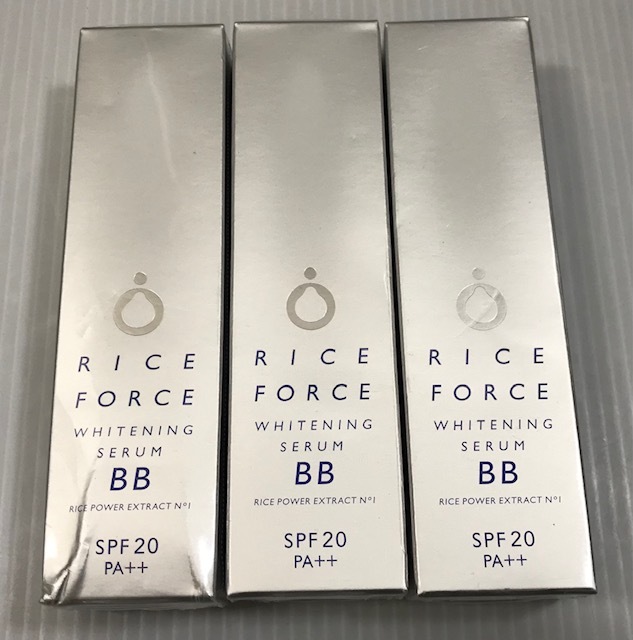 RICE
FORCE
WHITENING
SERUM
BB
RICE POWER EXTRACT Nº1
SPF 20
PA++
RICE
FORCE
WHITENING
SERUM
BB
RICE POWER EXTRACT Nº1
SPF 20
PA++
RICE
FORCE
WHITENING
SERUM
BB
RICE POWER EXTRACT Nº1
SPF 20
PA++